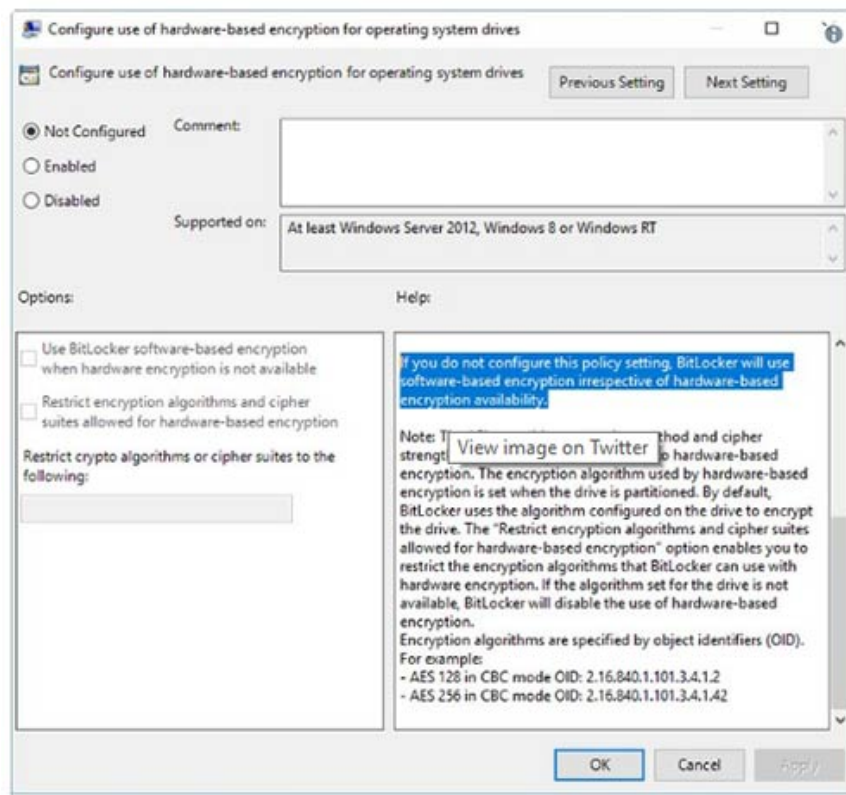 Configure use of hardware-based encryption for operating system drives
Configure use of hardware-based encryption for operating system drives
Previous Setting
Next Setting
Not Configured
Comment:
Enabled
Disabled
Supported on:
At least Windows Server 2012, Windows 8 or Windows RT
Options:
Help:
Use BitLocker software-based encryption
when hardware encryption is not available
Restrict encryption algorithms and cipher
suites allowed for hardware-based encryption
Restrict crypto algorithms or cipher suites to the
following:
If you do not configure this policy setting, BitLocker will use
software-based encryption irrespective of hardware-based
encryption availability.
Note:
View image on Twitter
and cipher
hardware-based
encryption. The encryption algorithm used by hardware-based
encryption is set when the drive is partitioned. By default,
BitLocker uses the algorithm configured on the drive to encrypt
the drive. The "Restrict encryption algorithms and cipher suites
allowed for hardware-based encryption" option enables you to
restrict the encryption algorithms that BitLocker can use with
hardware encryption. If the algorithm set for the drive is not
available, BitLocker will disable the use of hardware-based
encryption.
Encryption algorithms are specified by object identifiers (OID).
For example:
- AES 128 in CBC mode OID: 2.16.840.1.101.3.4.1.2
- AES 256 in CBC mode OID: 2.16.840.1.101.3.4.1.42
OK
Cancel
Apply